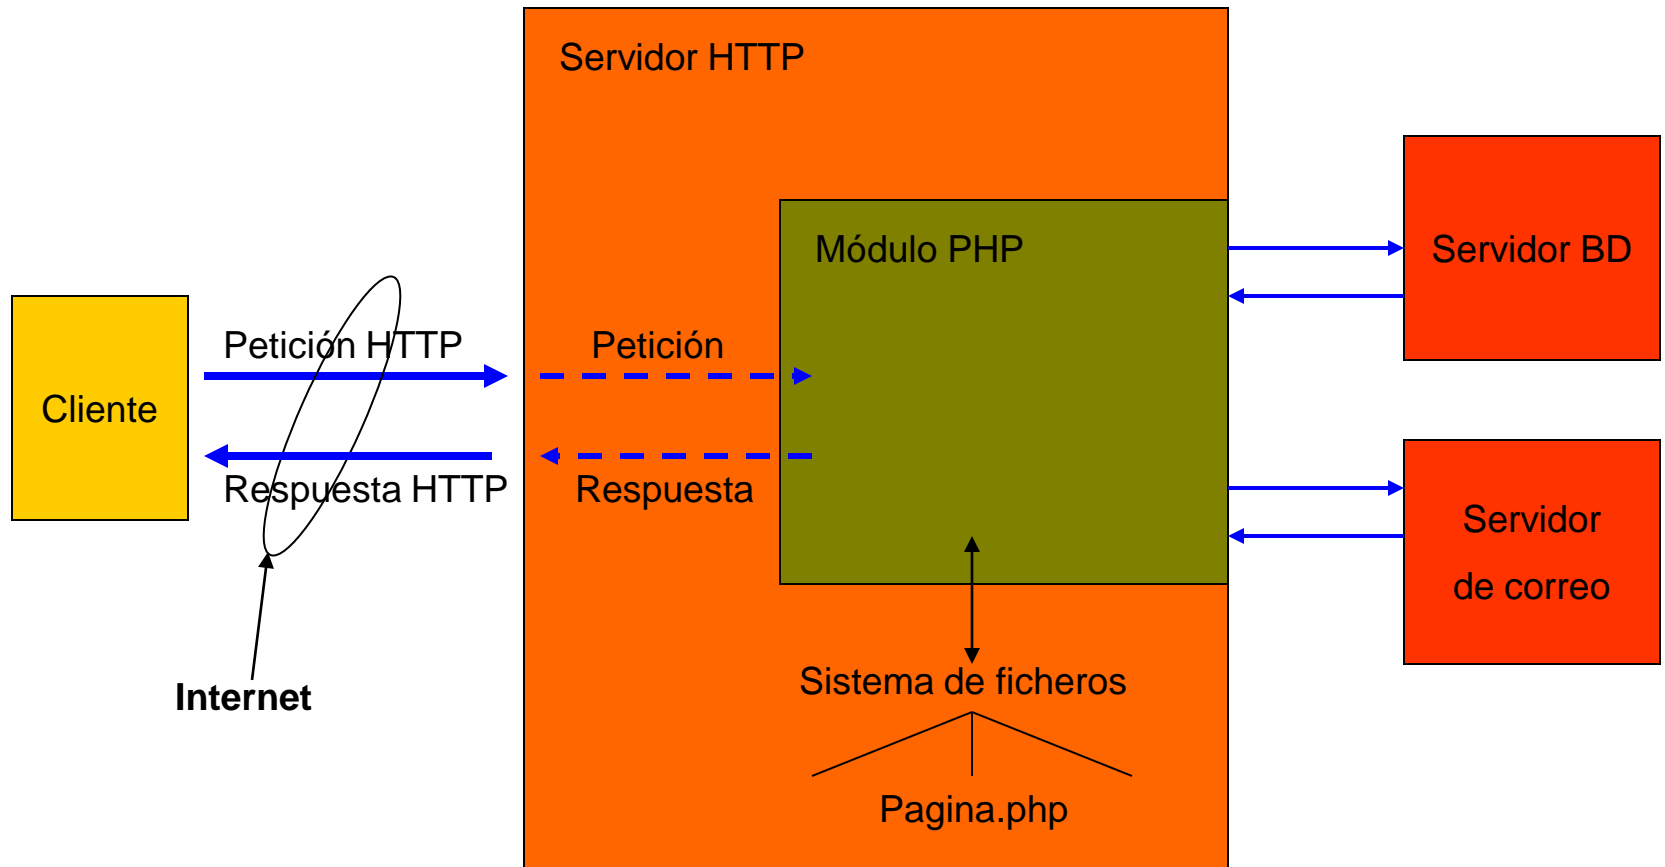 Servidor HTTP
Módulo PHP
Servidor BD
Petición HTTP
Petición
Cliente
Respuesta HTTP
Respuesta
Servidor
de correo
Internet
Sistema de ficheros
Pagina.php